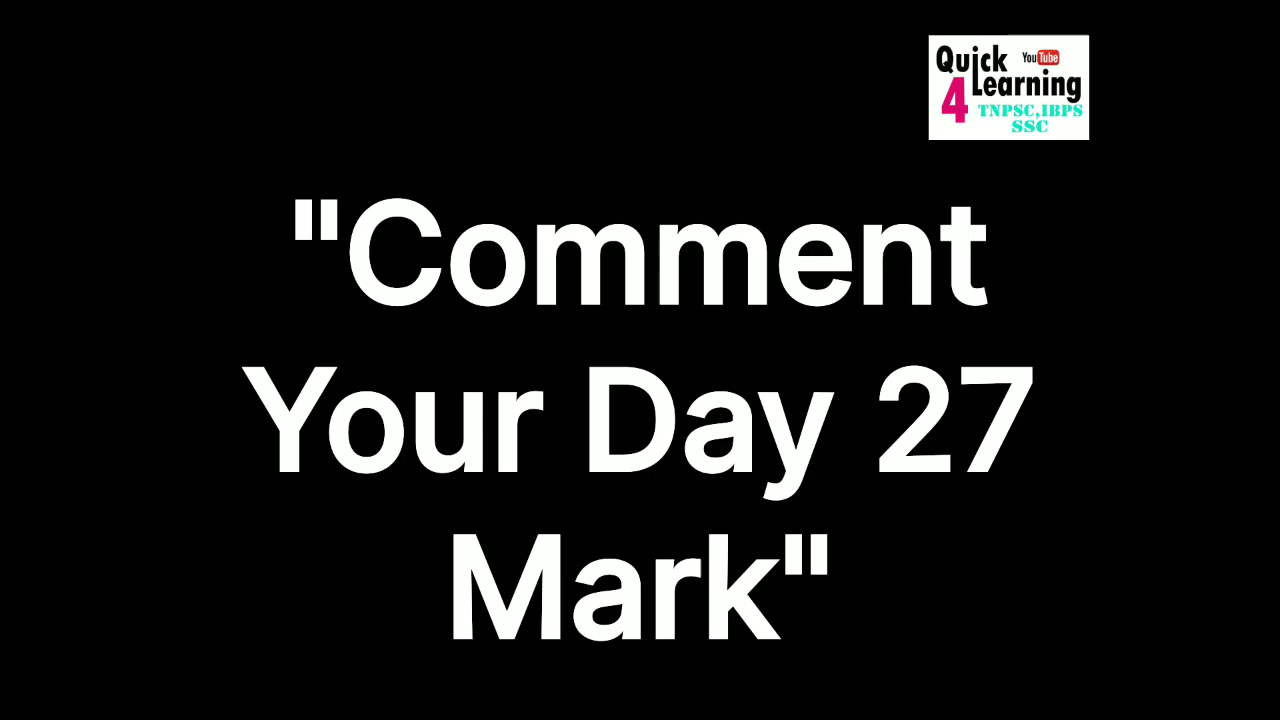 Quick YouTube
4 Learning
TNPSC,IBPS
SSC
"Comment
Your Day 27
Mark"